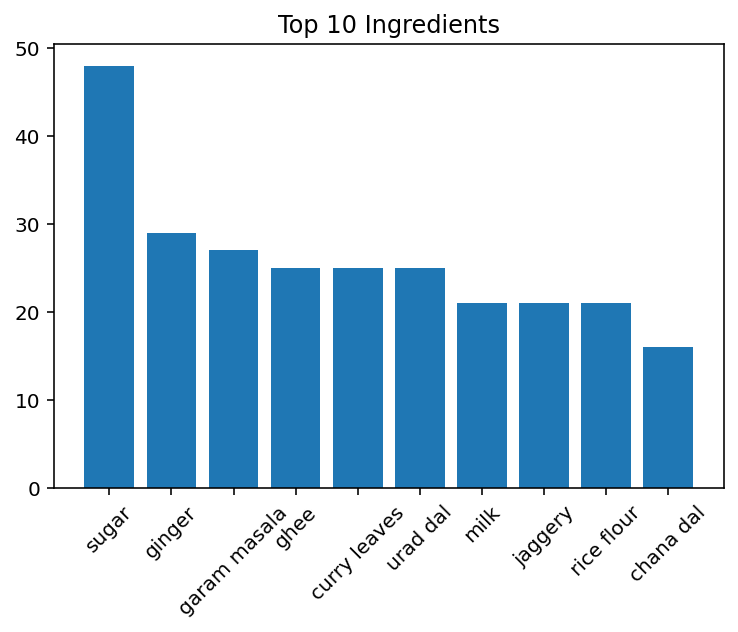 Top 10 Ingredients
50
40
30
20
10
0
sugar
ginger
garam masala
ghee
curry leaves
urad dal
milk
jaggery
rice flour
chana dal